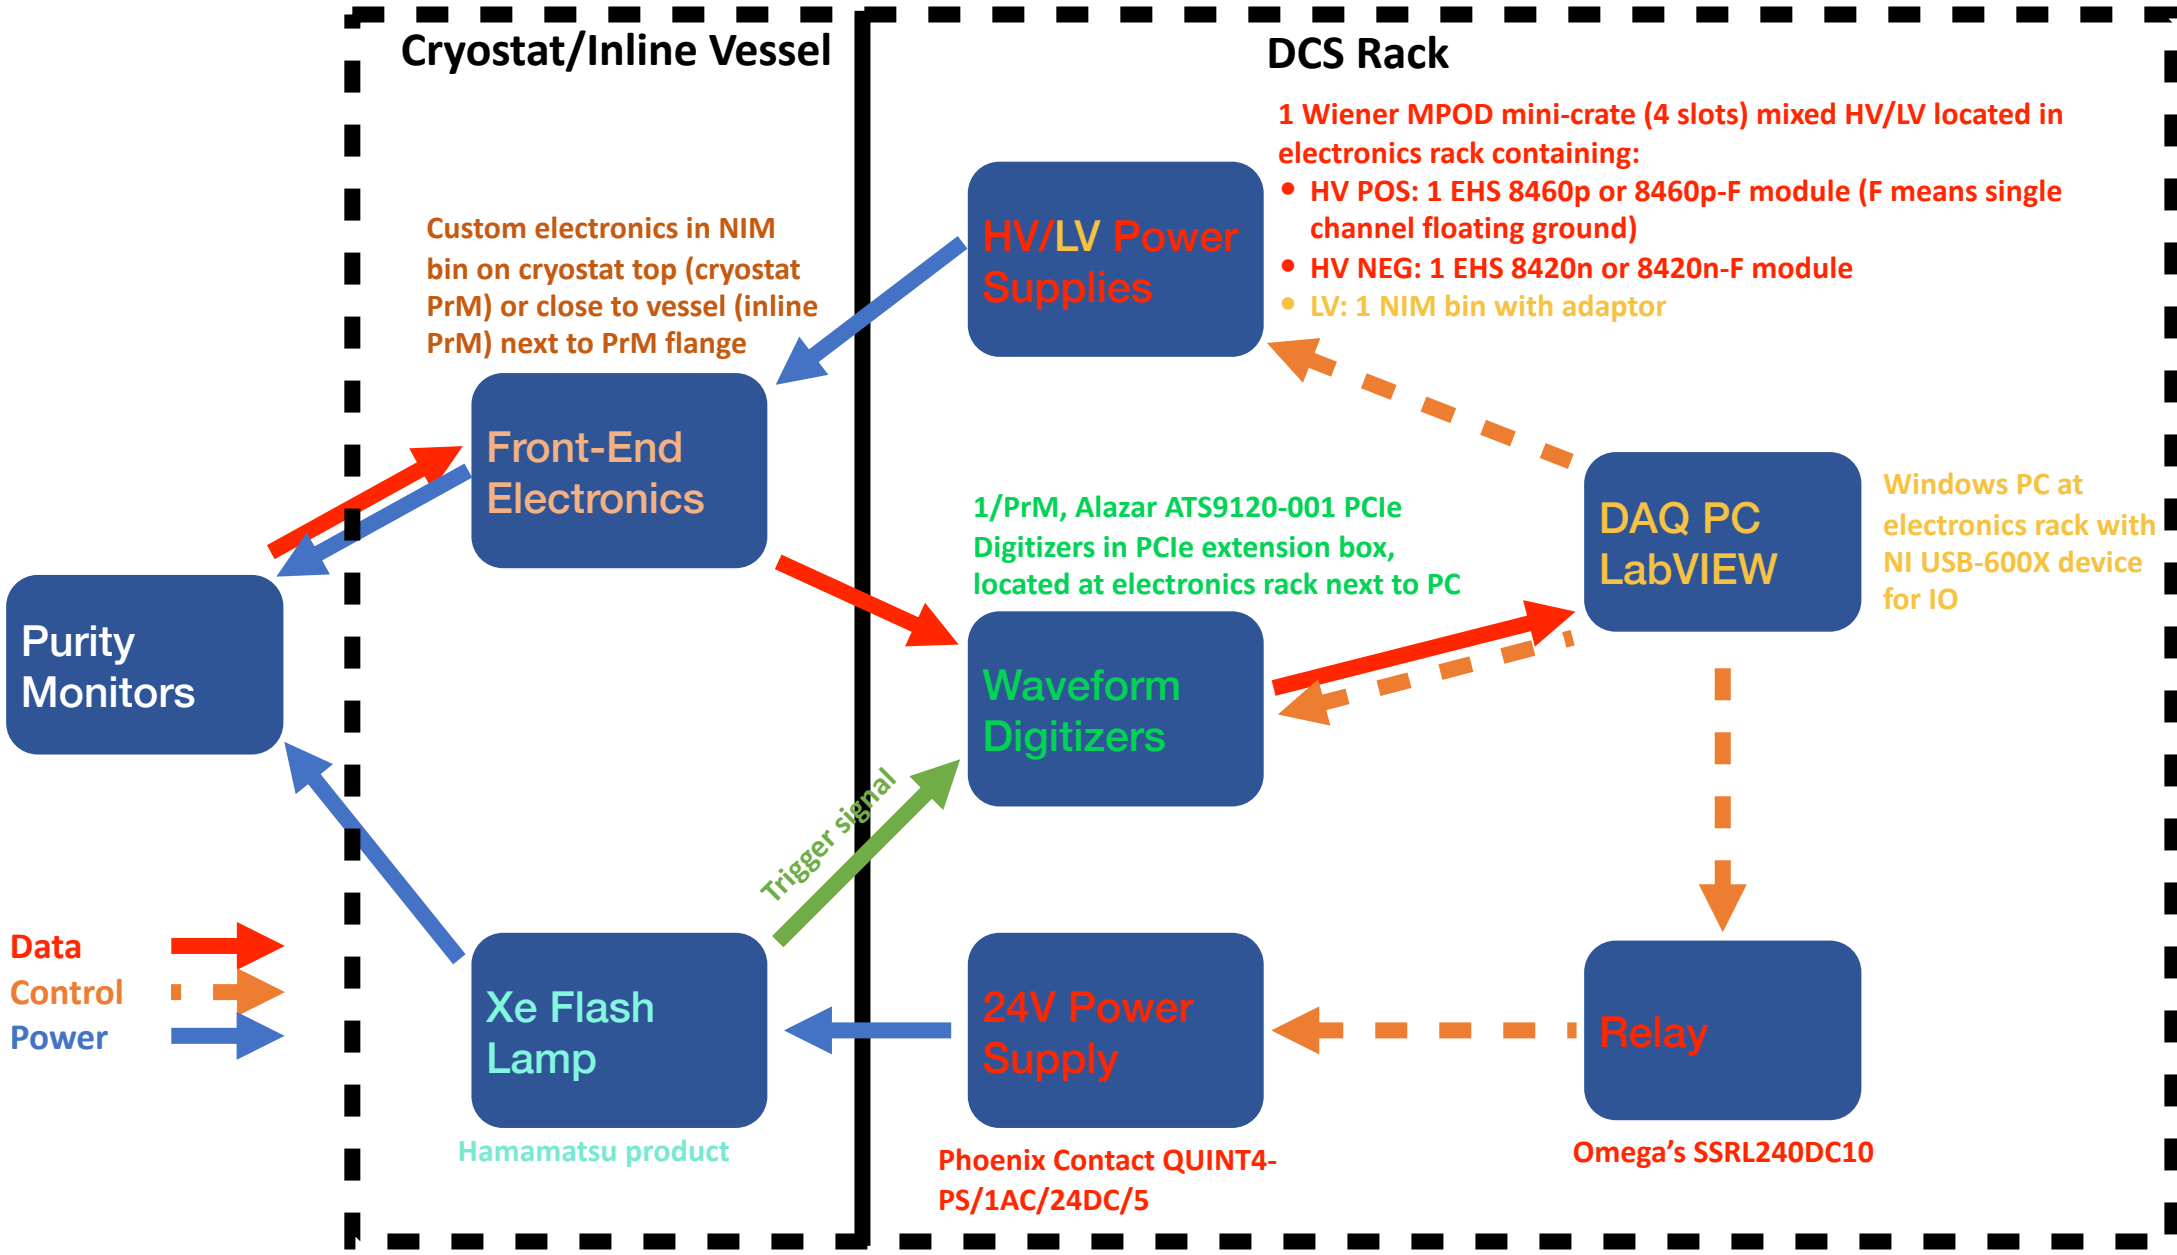 Cryostat/Inline Vessel
DCS Rack
1 Wiener MPOD mini-crate (4 slots) mixed HV/LV located in
electronics rack containing:
• HV POS: 1 EHS 8460p or 8460p-F module (F means single
channel floating ground)
• HV NEG: 1 EHS 8420n or 8420n-F module
• LV: 1 NIM bin with adaptor
Custom electronics in NIM
bin on cryostat top (cryostat
PrM) or close to vessel (inline
PrM) next to PrM flange
HV/LV Power
Supplies
Front-End
Electronics
1/PrM, Alazar ATS9120-001 PCIe
Digitizers in PCIe extension box,
located at electronics rack next to PC
DAQ PC
LabVIEW
Windows PC at
electronics rack with
NI USB-600X device
for IO
Purity
Monitors
Waveform
Digitizers
Trigger signal
Data
Control
Power
Xe Flash
Lamp
Hamamatsu product
24V Power
Supply
Phoenix Contact QUINT4-
PS/1AC/24DC/5
Relay
Omega’s SSRL240DC10